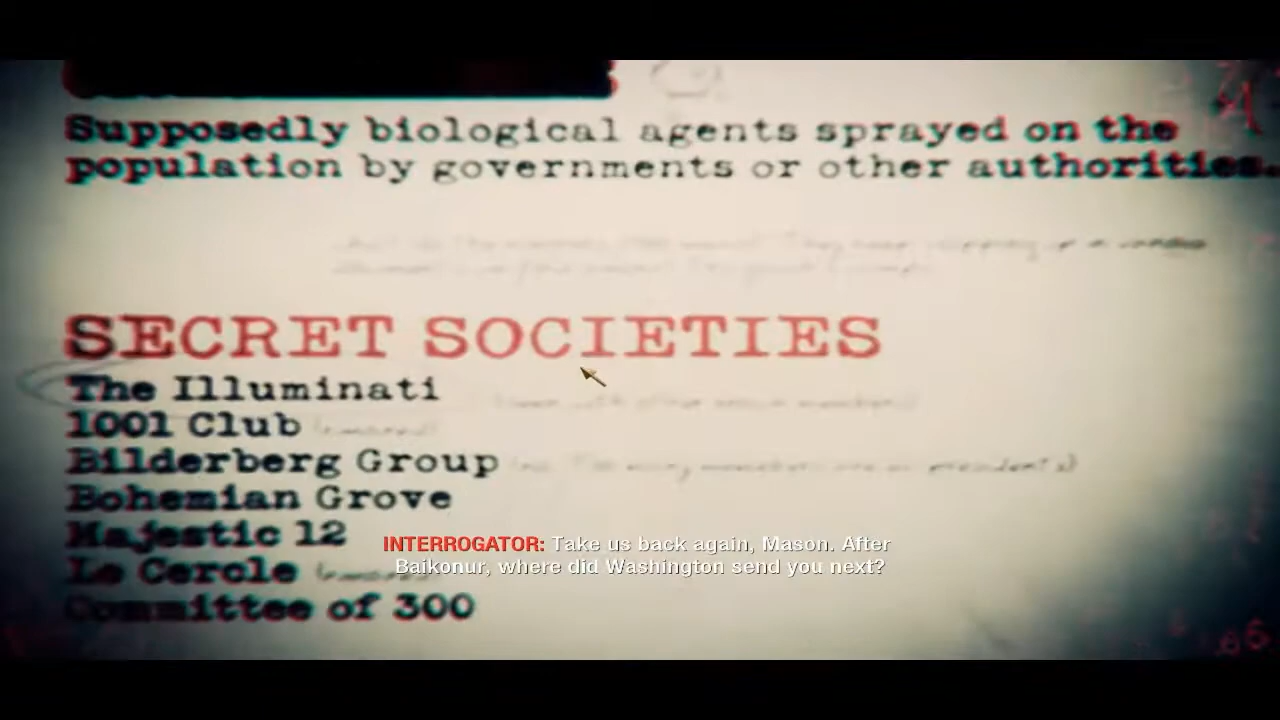 Supposedly biological agents sprayed on the
population by governments or other authorities.
SECRET SOCIETIES
The Illuminati
1001 Club
Bilderberg Group
Bohemian Grove
Majestic 12
Le Cercle
Committee of 300
INTERROGATOR: Take us back again, Mason. After
Baikonur, where did Washington send you next?